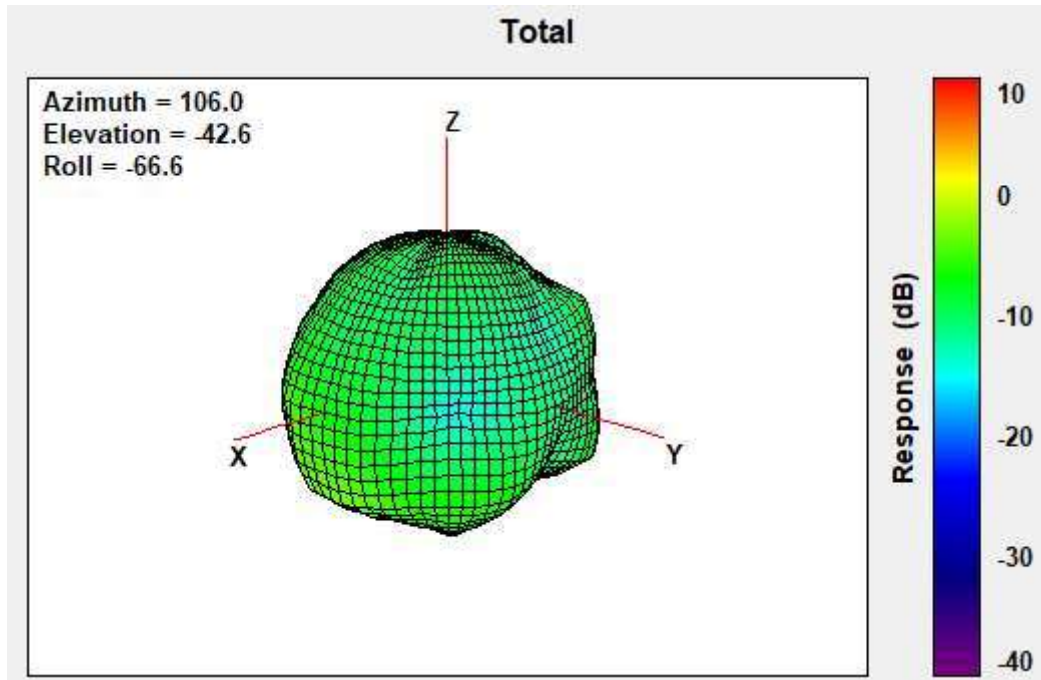 Total
Azimuth = 106.0
Elevation = -42.6
Roll = -66.6
Z
X
Y
10
0
-10
-20
-30
-40
Response (dB)